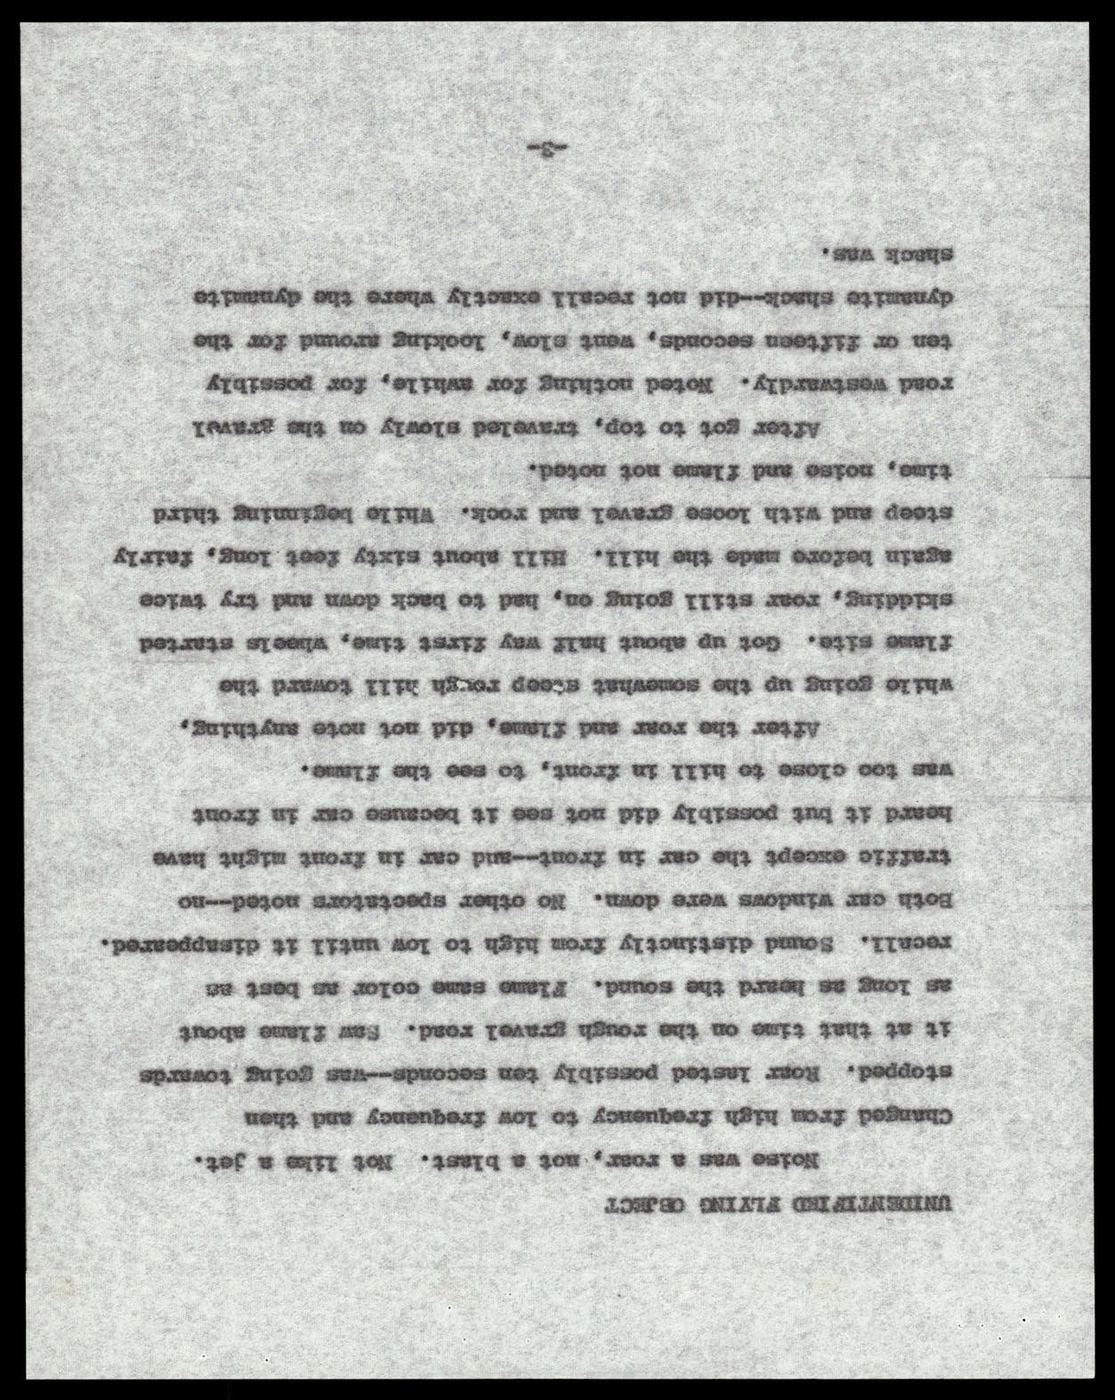 UNIDENTIFIED FLYING OBJECT
Noise was a roar, not a blast. Not like a jet.
Changed from high frequency to low frequency and then
stopped. Roar lasted possibly ten seconds--was going towards
it at that time on the rough gravel road. Saw flame about
as long as heard the sound. Flame same color as best as
recall. Sound distinctly from high to low until it disappeared.
Both car windows were down. No other spectators noted--no
traffic except the car in front--and car in front might have
heard it but possibly did not see it because car in front
was too close to hill in front, to see the flame.
After the roar and flame, did not note anything,
while going up the somewhat steep rough hill toward the
flame site. Got up about half way first time, wheels started
skidding, roar still going on, had to back down and try twice
again before made the hill. Hill about sixty feet long, fairly
steep and with loose gravel and rock. While beginning third
time, noise and flame not noted.
After got to top, traveled slowly on the gravel
road westwardly. Noted nothing for awhile, for possibly
ten or fifteen seconds, went slow, looking around for the
dynamite shack--did not recall exactly where the dynamite
shack was.
-3-